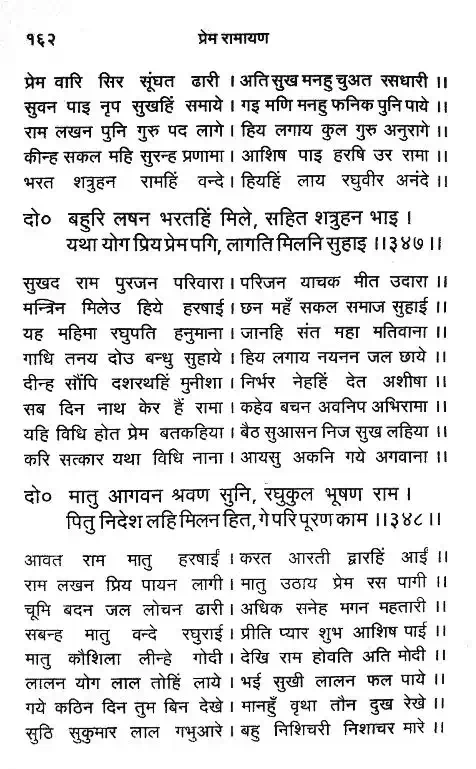 १६२ प्रेम रामायण
प्रेम वारि सिर सूंघत ढारी । अति सुख मनहु चुअत रसधारी ।।
सुवन पाइ नृप सुखहिं समाये । गइ मणि मनहु फनिक पुनि पाये ।
राम लखन पुनि गुरु पद लागे । हिय लगाय कुल गुरु अनुरागे ।।
कीन्ह सकल महि सुरन्ह प्रणामा । आशिष पाइ हरषि उर रामा ।
भरत शत्रुहन रामहिं वन्दे । हियहिं लाय रघुवीर अनंदे ।।
दो० बहुरि लषन भरतहिं मिले, सहित शत्रुहन भाइ ।
यथा योग प्रिय प्रेम पगि, लागति मिलनि सुहाइ ।।३४७।।
सुखद राम पुरजन परिवारा । परिजन याचक मीत उदारा ।।
मन्त्रिन मिलेउ हिये हरषाई । छन महँ सकल समाज सुहाई ।।
यह महिमा रघुपति हनुमाना । जानहि संत महा मतिवाना ।।
गाधि तनय दोउ बन्धु सुहाये । हिय लगाय नयनन जल छाये ।।
दीन्ह सौंपि दशरथहिं मुनीशा । निर्भर नेहहिं देत अशीषा ।।
सब दिन नाथ केर हैं रामा । कहेव बचन अवनिप अभिरामा ।।
यहि विधि होत प्रेम बतकहिया । बैठ सुआसन निज सुख लहिया ।।
करि सत्कार यथा विधि नाना । आयसु अकनि गये अगवाना ।।
दो० मातु आगवन श्रवण सुनि, रघुकुल भूषण राम ।
पितु निदेश लहि मिलन हित, गे परि पूरण काम ।।३४८।।
आवत राम मातु हरषाईं । करत आरती द्वारहिं आईं ।।
राम लखन प्रिय पायन लागी । मातु उठाय प्रेम रस पागी ।।
चूमि बदन जल लोचन ढारी । अधिक सनेह मगन महतारी ।।
सबन्ह मातु वन्दे रघुराई । प्रीति प्यार शुभ आशिष पाई ।।
मातु कौशिला लीन्हे गोदी । देखि राम होवति अति मोदी ।।
लालन योग लाल तोहिं लाये । भई सुखी लालन फल पाये ।।
गये कठिन दिन तुम बिन देखे । मानहुँ वृथा तौन दुख रेखे ।।
सुठि सुकुमार लाल गभुआरे । बहु निशिचरी निशाचर मारे ।।